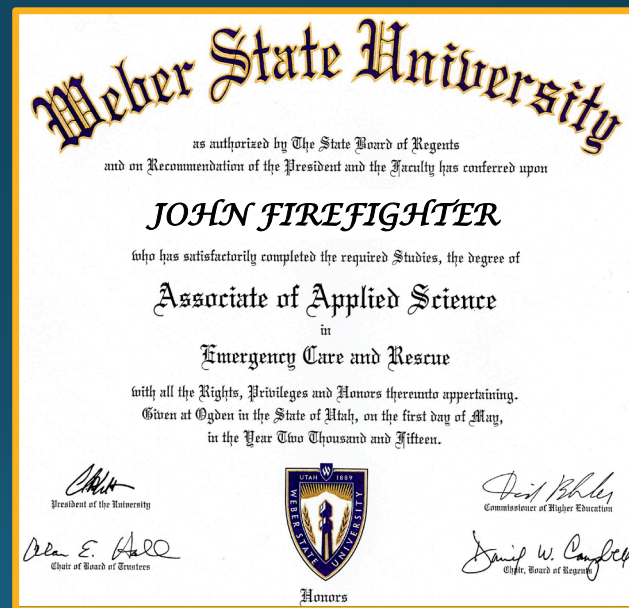 Weber State University
as authorized by The State Board of Regents
and on Recommendation of the President and the Faculty has conferred upon
JOHN FIREFIGHTER
who has satisfactorily completed the required Studies, the degree of
Associate of Applied Science
in
Emergency Care and Rescue
with all the Rights, Privileges and Honors thereunto appertaining.
Given at Ogden in the State of Utah, on the first day of May,
in the Year Two Thousand and Fifteen.
President of the University
Commissioner of Higher Education
UTAH W 1889
WEBER STATE UNIVERSITY
Alan E. Hall
Chair of Board of Trustees
Daniel W. Campbell
Chair, Board of Regents
Honors